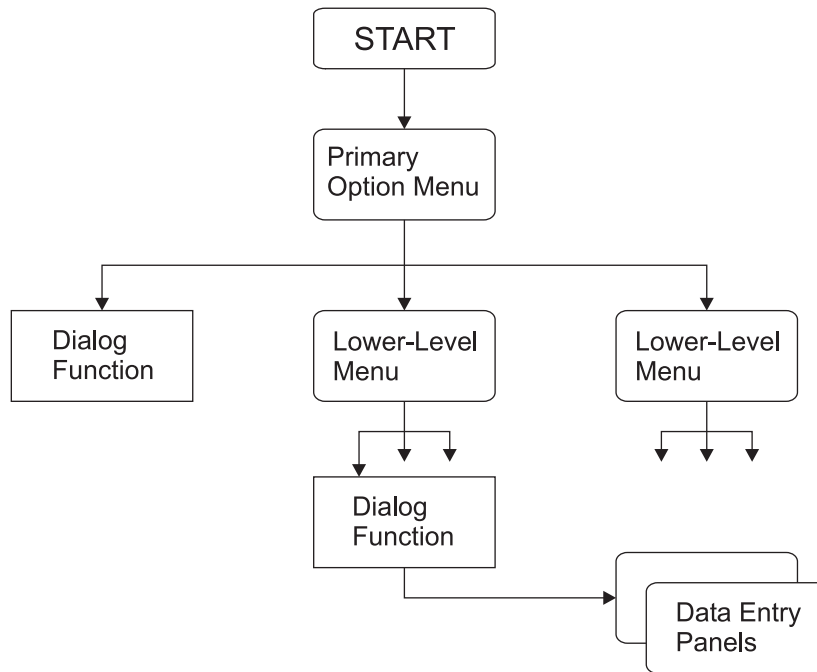 START
Primary
Option Menu
Dialog
Function
Lower-Level
Menu
Lower-Level
Menu
Dialog
Function
Data Entry
Panels